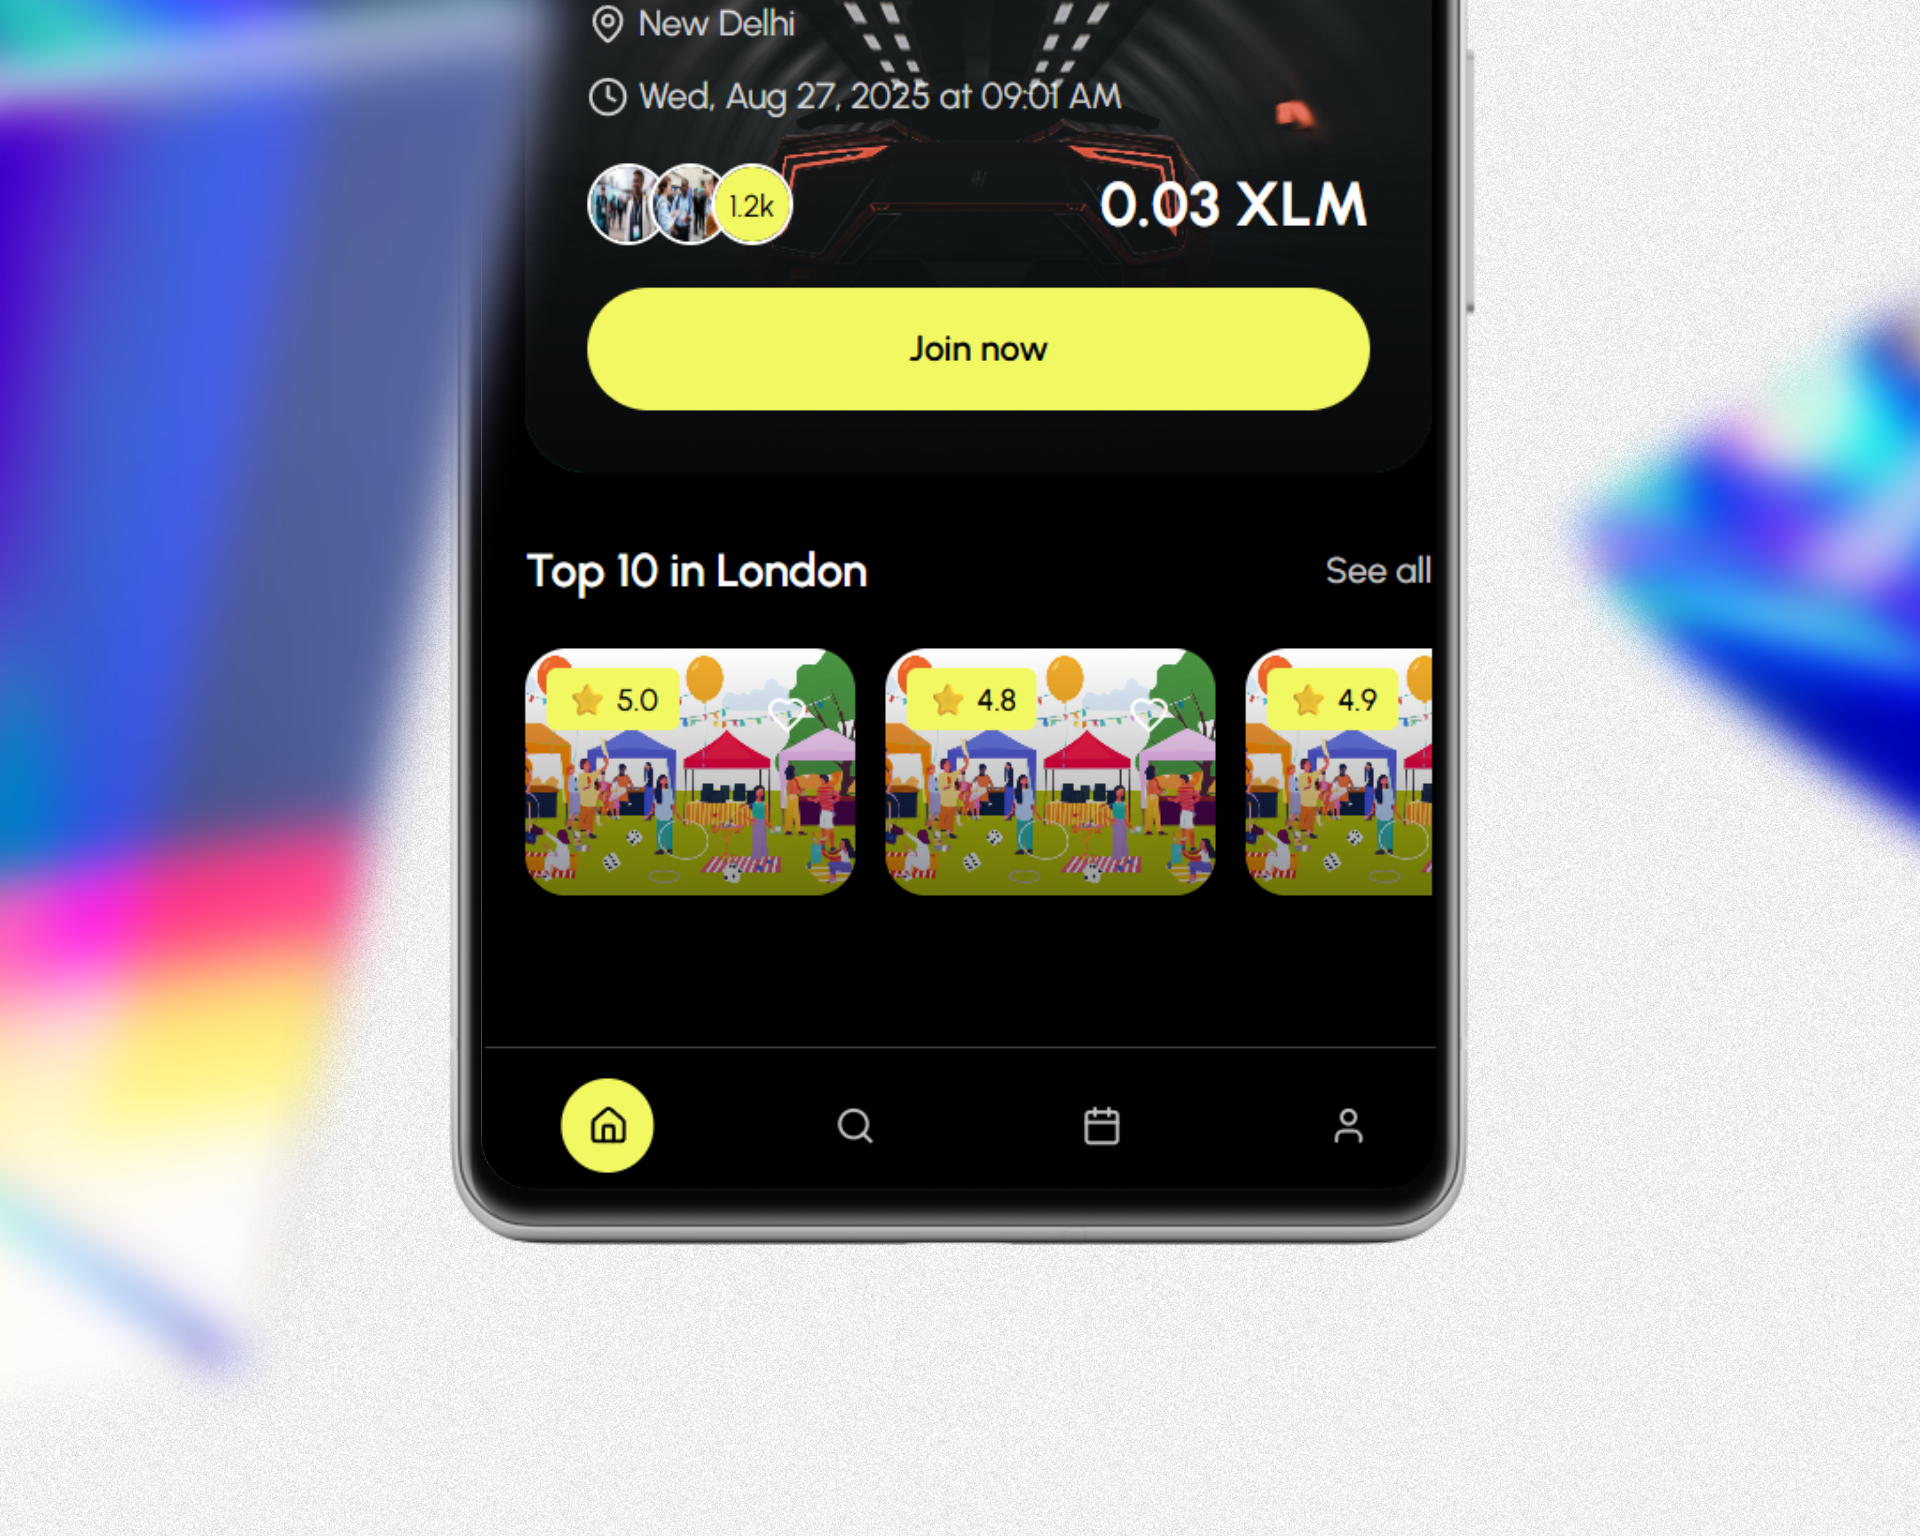 New Delhi
Wed, Aug 27, 2025 at 09:01 AM
1.2k
0.03 XLM
Join now
Top 10 in London
See all
5.0
4.8
4.9